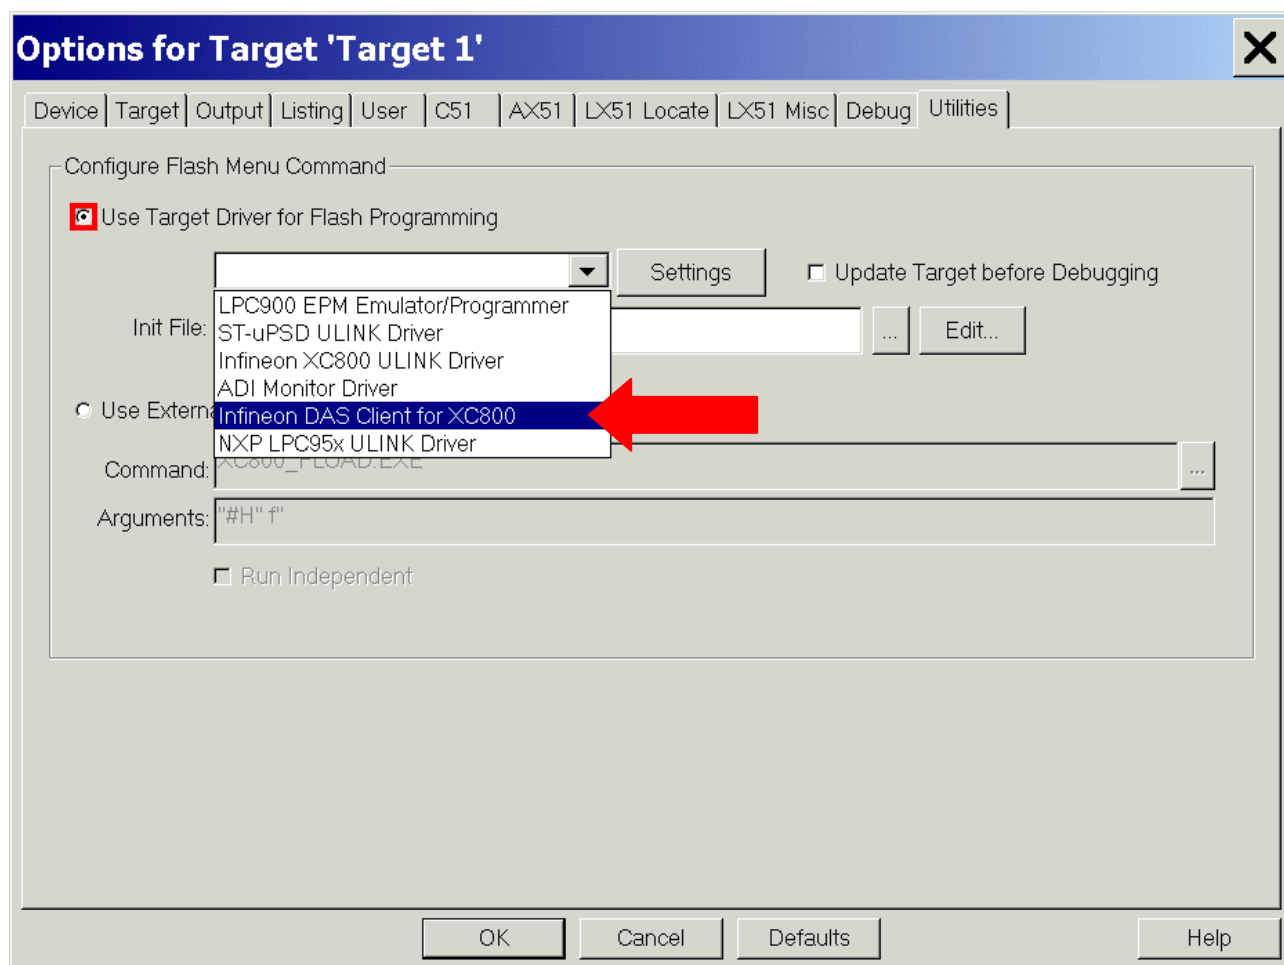 Options for Target 'Target 1'
Device Target Output Listing User C51 AX51 LX51 Locate LX51 Misc Debug Utilities
Configure Flash Menu Command
Use Target Driver for Flash Programming
Settings Update Target before Debugging
LPC900 EPM Emulator/Programmer
Init File: ST-uPSD ULINK Driver ... Edit...
Infineon XC800 ULINK Driver
ADI Monitor Driver
Use Externa Infineon DAS Client for XC800
NXP LPC95x ULINK Driver
Command: XC800_FLOAD.EXE ...
Arguments: "#H" f"
Run Independent
OK Cancel Defaults Help